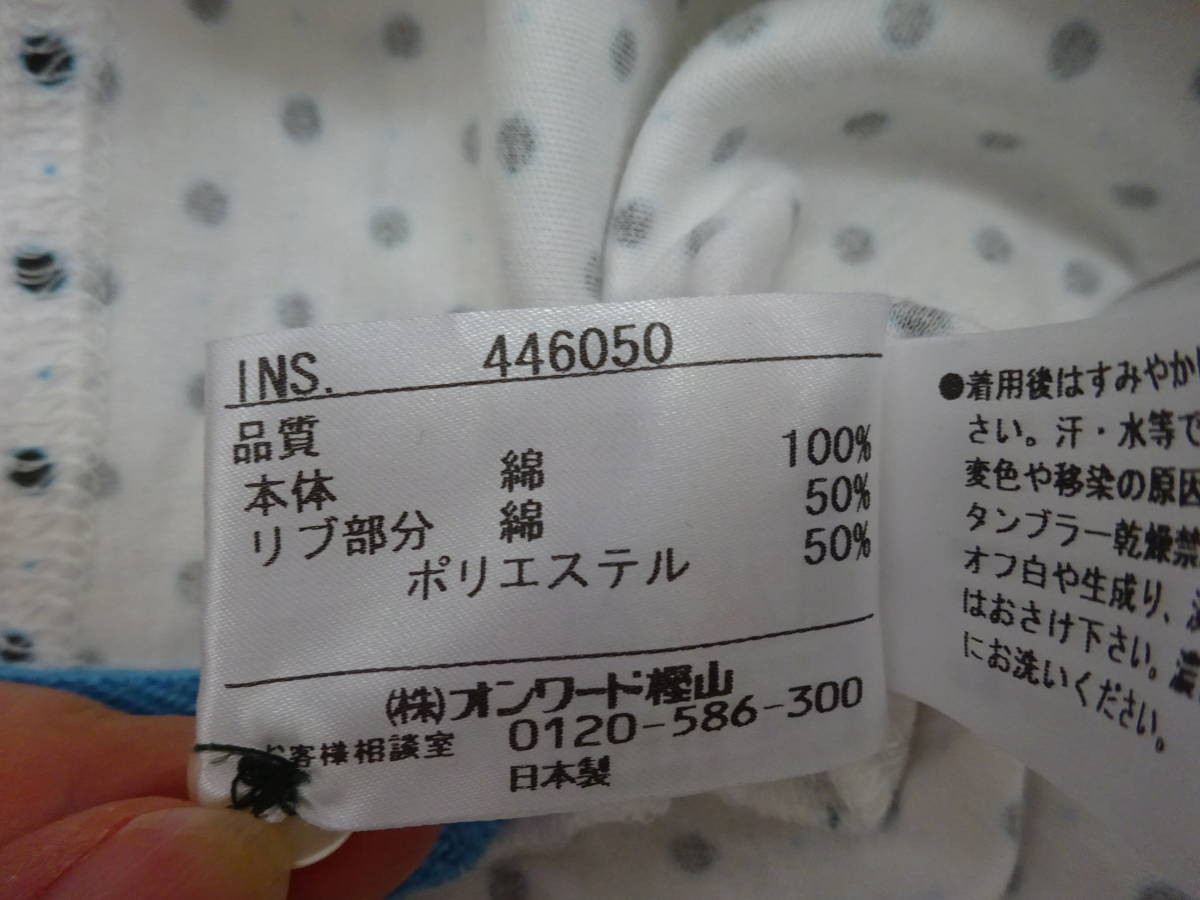 INS. 446050
品質
本体 綿 100%
リブ部分 綿 50%
ポリエステル 50%
(株)オンワード樫山
お客様相談室 0120-586-300
日本製
●着用後はすみやかに
さい。汗・水等で
変色や移染の原因
タンブラー乾燥禁
オフ白や生成り、
はおさけ下さい。濃
にお洗いください。